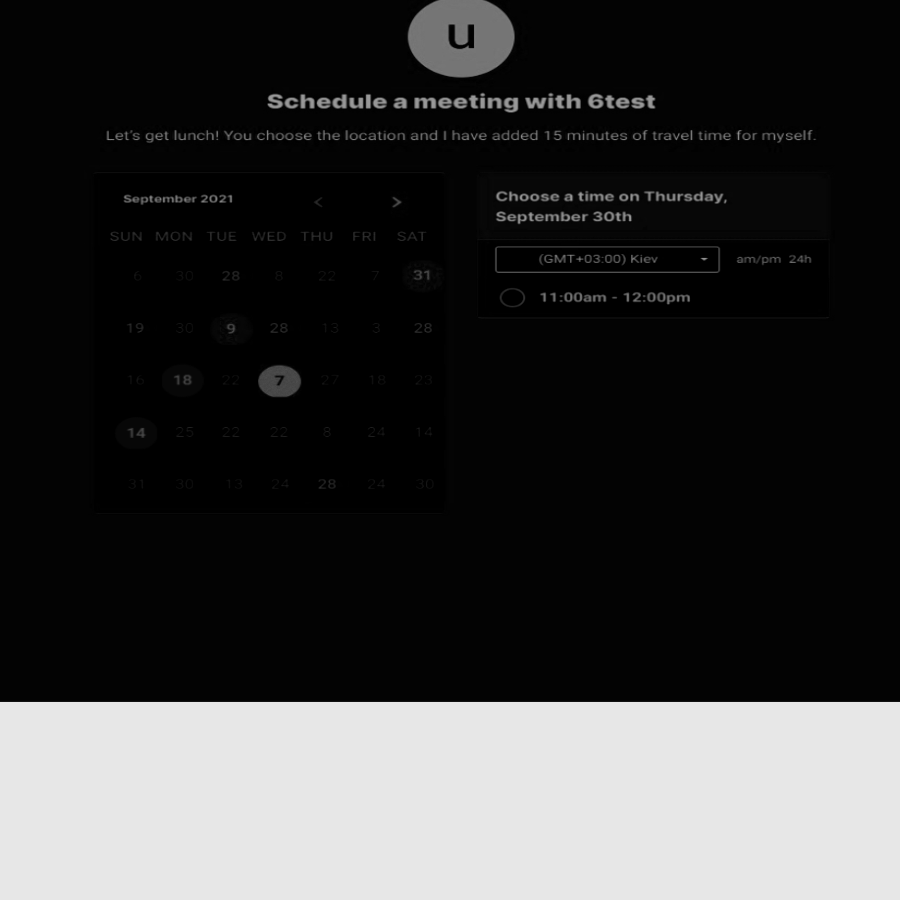 u
Schedule a meeting with 6test
Let's get lunch! You choose the location and I have added 15 minutes of travel time for myself.
September 2021 < >
SUN MON TUE WED THU FRI SAT
6 30 28 8 22 7 31
19 30 9 28 13 3 28
16 18 22 7 27 18 23
14 25 22 22 8 24 14
31 30 13 24 28 24 30
Choose a time on Thursday,
September 30th
(GMT+03:00) Kiev am/pm 24h
11:00am - 12:00pm